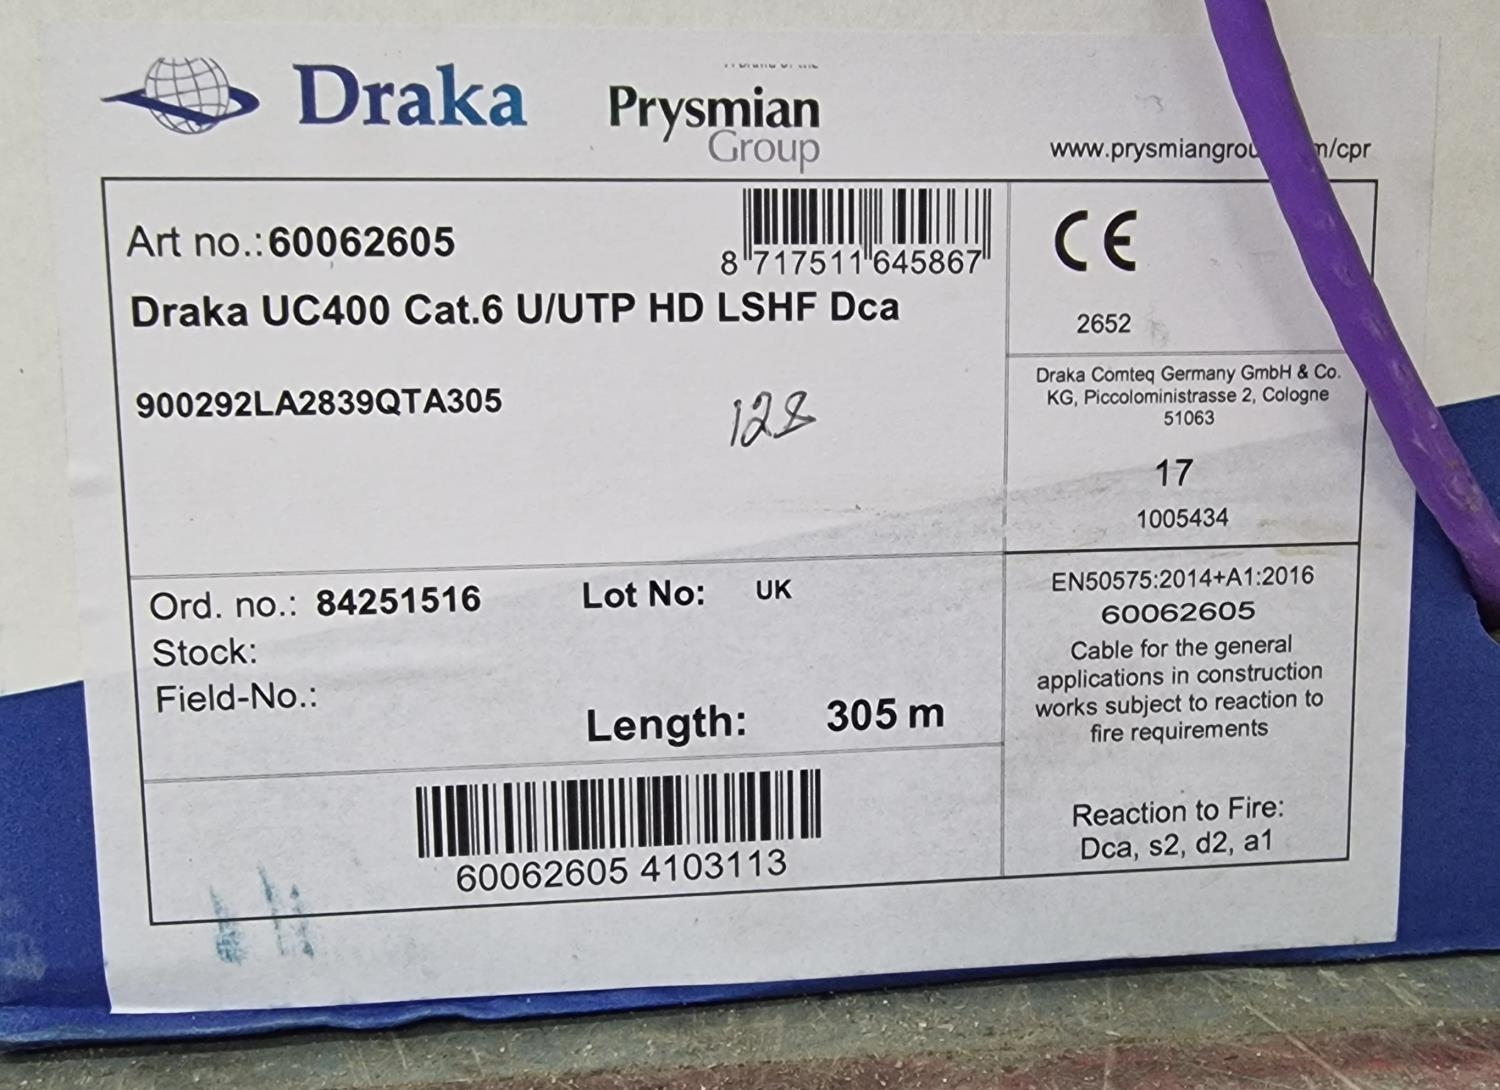 Draka
Prysmian
Group
www.prysmiangrou m/cpr
Art no.: 60062605
8 717511 645867
Draka UC400 Cat.6 U/UTP HD LSHF Dca
900292LA2839QTA305
128
CE
2652
Draka Comteq Germany GmbH & Co.
KG, Piccoloministrasse 2, Cologne
51063
17
1005434
Ord. no.: 84251516 Lot No: UK
Stock:
Field-No.:
Length: 305 m
60062605 4103113
EN50575:2014+A1:2016
60062605
Cable for the general
applications in construction
works subject to reaction to
fire requirements
Reaction to Fire:
Dca, s2, d2, a1